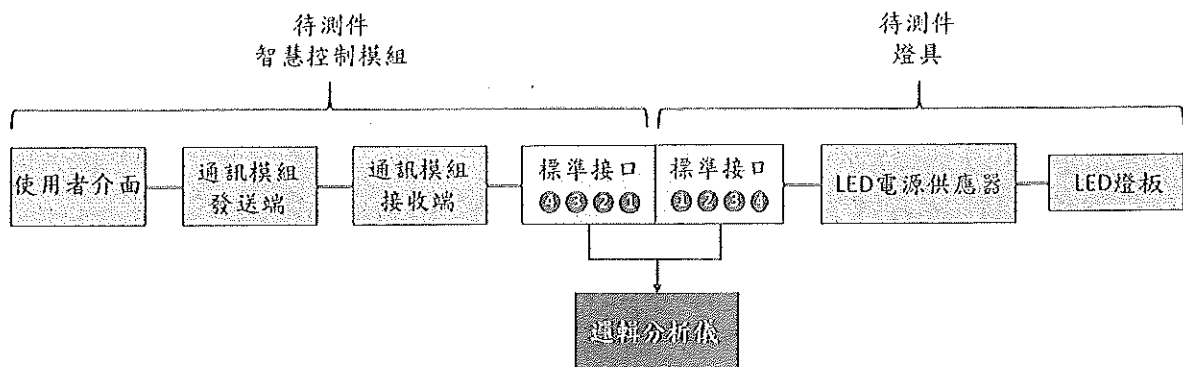 待測件
智慧控制模組
待測件
燈具
使用者介面
通訊模組
發送端
通訊模組
接收端
標準接口
④③②①
標準接口
①②③④
LED電源供應器
LED燈板
邏輯分析儀